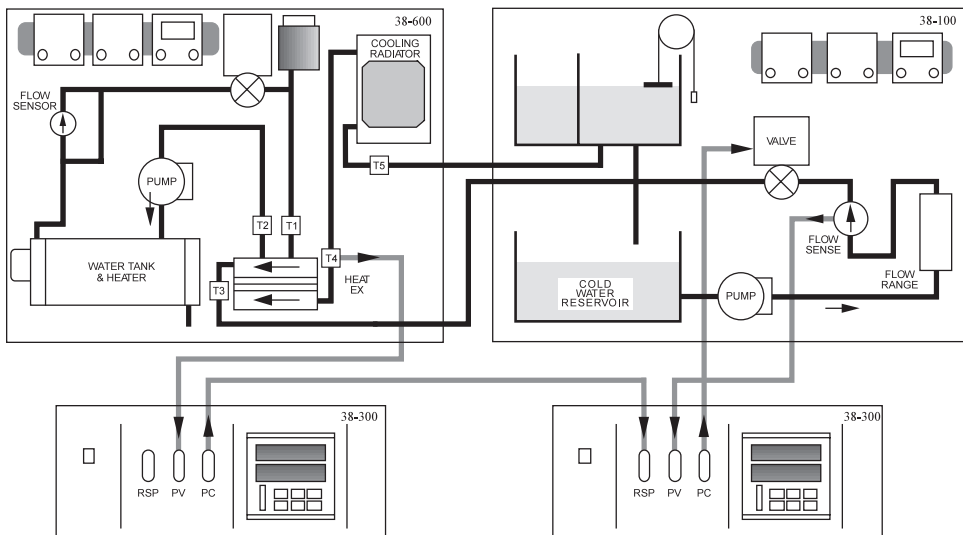 38-600
COOLING
RADIATOR
FLOW
SENSOR
T5
PUMP
T2
T1
T4
WATER TANK
& HEATER
T3
HEAT
EX
38-100
VALVE
FLOW
SENSE
FLOW
RANGE
COLD
WATER
RESERVOIR
PUMP
38-300
RSP PV PC
38-300
RSP PV PC